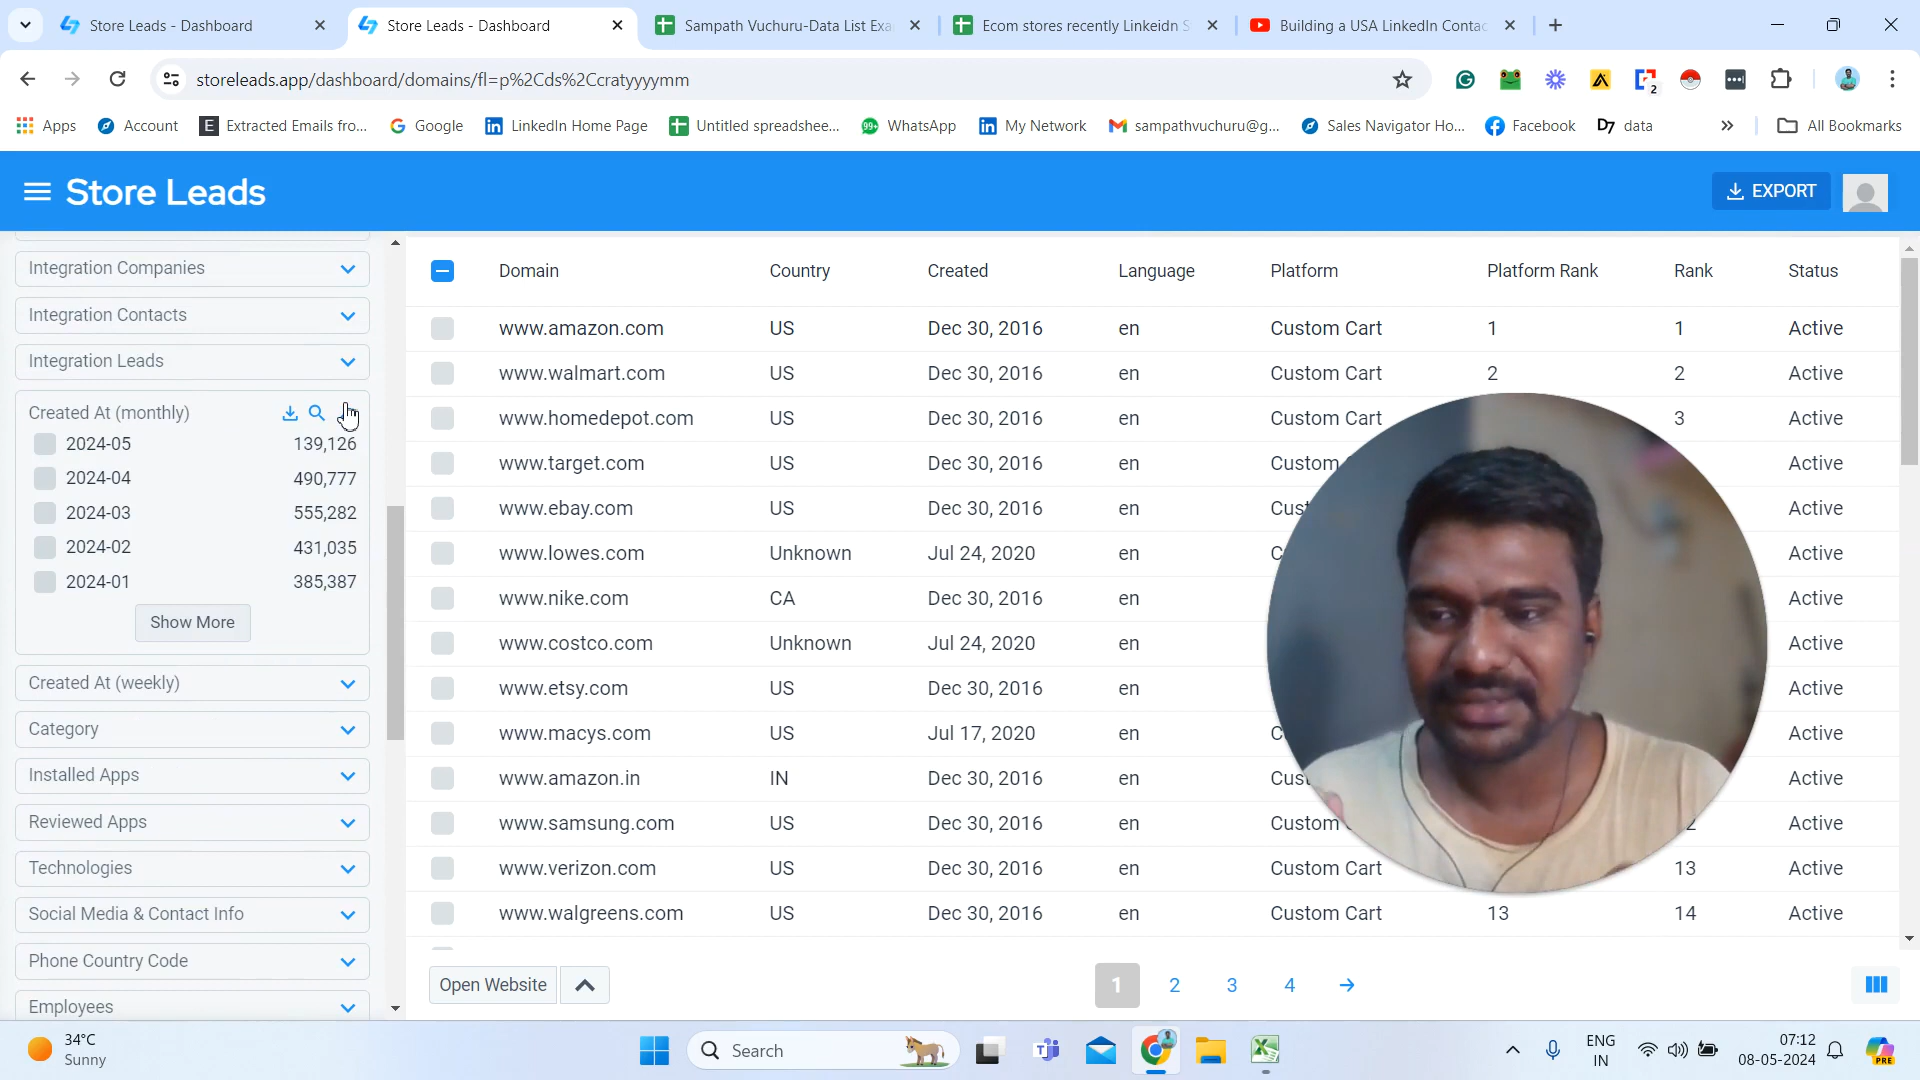 Store Leads - Dashboard
Store Leads - Dashboard
Sampath Vuchuru-Data List Exa
Ecom stores recently Linkeidn S
Building a USA LinkedIn Contac
storeleads.app/dashboard/domains/fl=p%2Cds%2Ccratyyyymm
2
Apps
Account
E
Extracted Emails fro...
Google
LinkedIn Home Page
Untitled spreadshee...
99+
WhatsApp
My Network
sampathvuchuru@g...
Sales Navigator Ho...
Facebook
D7 data
All Bookmarks
Store Leads
EXPORT
Integration Companies
Integration Contacts
Integration Leads
Created At (monthly)
2024-05 139,126
2024-04 490,777
2024-03 555,282
2024-02 431,035
2024-01 385,387
Show More
Created At (weekly)
Category
Installed Apps
Reviewed Apps
Technologies
Social Media & Contact Info
Phone Country Code
Employees
Domain Country Created Language Platform Platform Rank Rank Status
www.amazon.com US Dec 30, 2016 en Custom Cart 1 1 Active
www.walmart.com US Dec 30, 2016 en Custom Cart 2 2 Active
www.homedepot.com US Dec 30, 2016 en Custom Cart 3 Active
www.target.com US Dec 30, 2016 en Custom Active
www.ebay.com US Dec 30, 2016 en Cus Active
www.lowes.com Unknown Jul 24, 2020 en C Active
www.nike.com CA Dec 30, 2016 en C Active
www.costco.com Unknown Jul 24, 2020 en C Active
www.etsy.com US Dec 30, 2016 en C Active
www.macys.com US Jul 17, 2020 en C Active
www.amazon.in IN Dec 30, 2016 en Cus Active
www.samsung.com US Dec 30, 2016 en Custom 2 Active
www.verizon.com US Dec 30, 2016 en Custom Cart 13 Active
www.walgreens.com US Dec 30, 2016 en Custom Cart 13 14 Active
Open Website
1 2 3 4
34°C
Sunny
Search
ENG
IN
07:12
08-05-2024
PRE